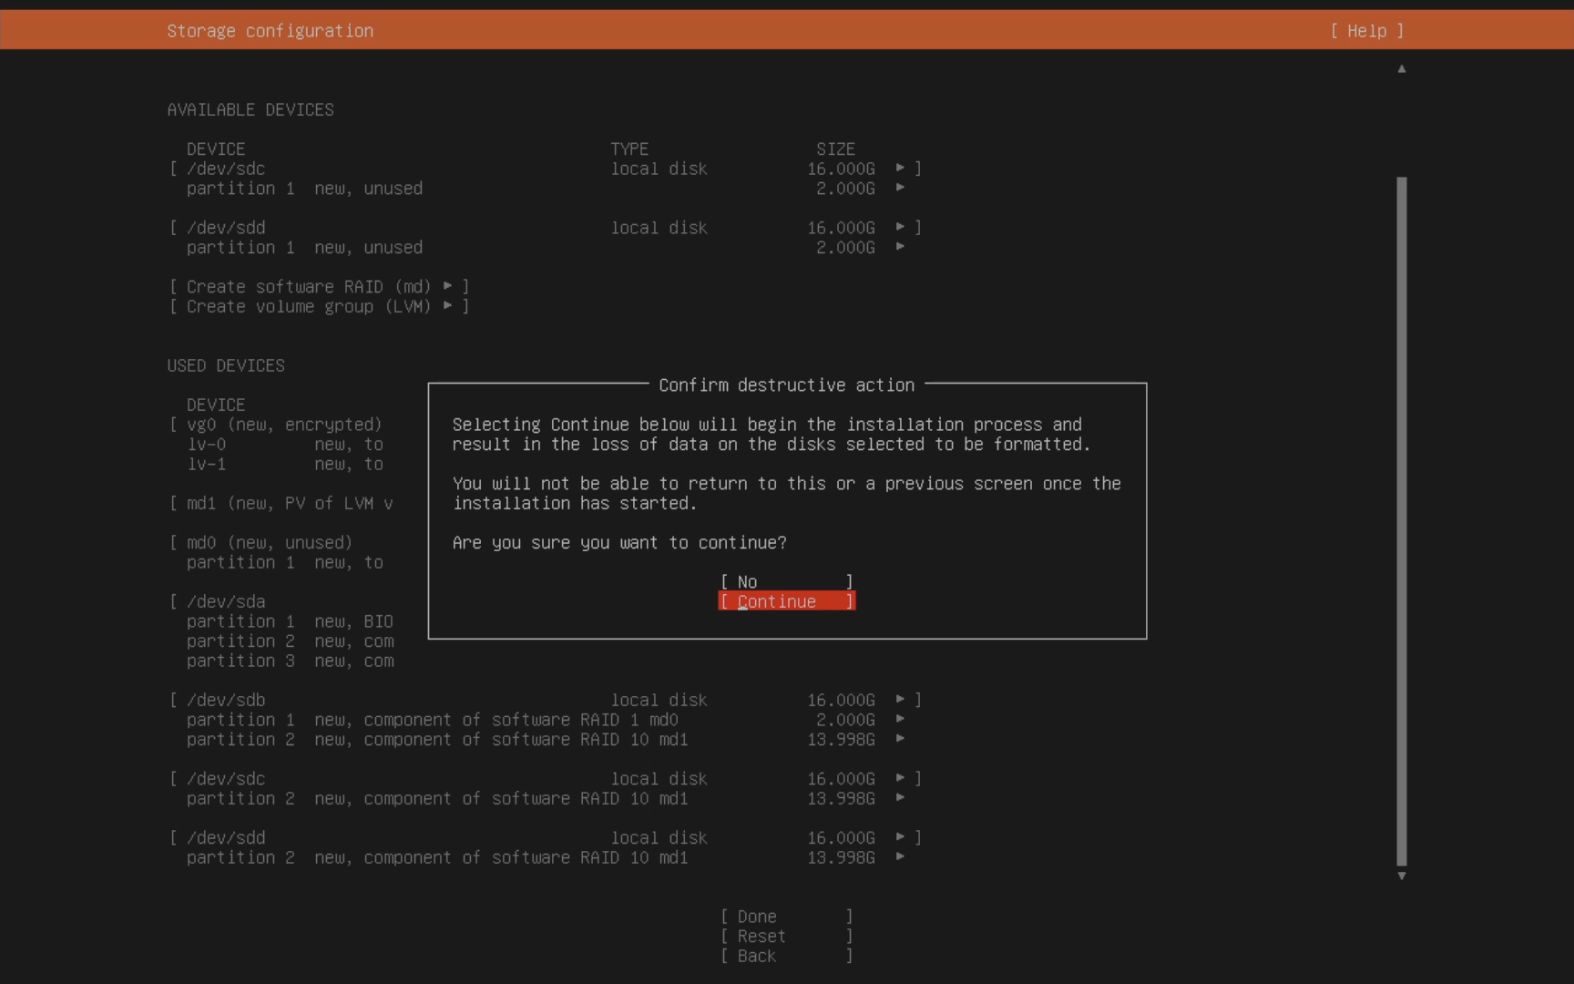 Storage configuration [ Help ]
▲
AVAILABLE DEVICES
DEVICE TYPE SIZE
[ /dev/sdc local disk 16.000G ► ]
partition 1 new, unused 2.000G ►
[ /dev/sdd local disk 16.000G ► ]
partition 1 new, unused 2.000G ►
[ Create software RAID (md) ► ]
[ Create volume group (LVM) ► ]
USED DEVICES
DEVICE
[ vg0 (new, encrypted)
lv-0 new, to
lv-1 new, to
[ md1 (new, PV of LVM v
[ md0 (new, unused)
partition 1 new, to
[ /dev/sda
partition 1 new, BIO
partition 2 new, com
partition 3 new, com
Confirm destructive action
Selecting Continue below will begin the installation process and
result in the loss of data on the disks selected to be formatted.
You will not be able to return to this or a previous screen once the
installation has started.
Are you sure you want to continue?
[ No ]
[ Continue ]
[ /dev/sdb local disk 16.000G ► ]
partition 1 new, component of software RAID 1 md0 2.000G ►
partition 2 new, component of software RAID 10 md1 13.998G ►
[ /dev/sdc local disk 16.000G ► ]
partition 2 new, component of software RAID 10 md1 13.998G ►
[ /dev/sdd local disk 16.000G ► ]
partition 2 new, component of software RAID 10 md1 13.998G ►
▼
[ Done ]
[ Reset ]
[ Back ]